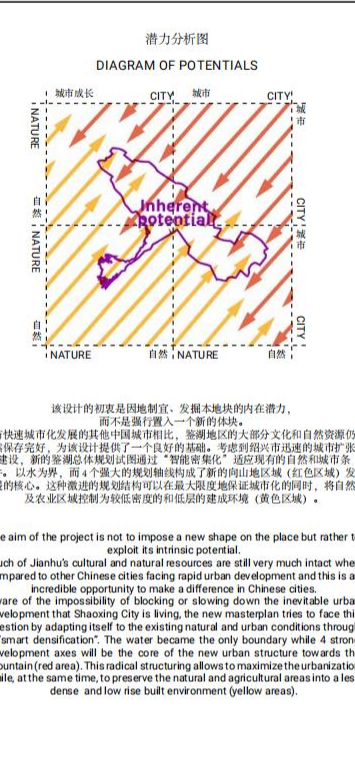 潜力分析图
DIAGRAM OF POTENTIALS
城市成长 CITY 城市 CITY
NATURE
自然
NATURE
自然
城市
CITY
城市
CITY
Inherent
potential
NATURE 自然 NATURE 自然
该设计的初衷是因地制宜、发掘本地块的内在潜力,
而不是强行置入一个新的体块。
快速城市化发展的其他中国城市相比，鉴湖地区的大部分文化和自然资源仍
保存完好，为该设计提供了一个良好的基础。考虑到绍兴市迅速的城市扩张
建设，新的鉴湖总体规划试图通过“智能密集化”适应现有的自然和城市条
。以水为界，而4个强大的规划轴线构成了新的向山地区域（红色区域）发
的核心。这种激进的规划结构可以在最大限度地保证城市化的同时，将自然
及农业区域控制为较低密度的和低层的建成环境（黄色区域）。
e aim of the project is not to impose a new shape on the place but rather t
exploit its intrinsic potential.
uch of Jianhu's cultural and natural resources are still very much intact whe
mpared to other Chinese cities facing rapid urban development and this is a
incredible opportunity to make a difference in Chinese cities.
are of the impossibility of blocking or slowing down the inevitable urba
velopment that Shaoxing City is living, the new masterplan tries to face thi
estion by adapting itself to the existing natural and urban conditions throug
"smart densification". The water became the only boundary while 4 stron
velopment axes will be the core of the new urban structure towards th
ountain (red area). This radical structuring allows to maximize the urbanizatio
ile, at the same time, to preserve the natural and agricultural areas into a les
dense and low rise built environment (yellow areas).